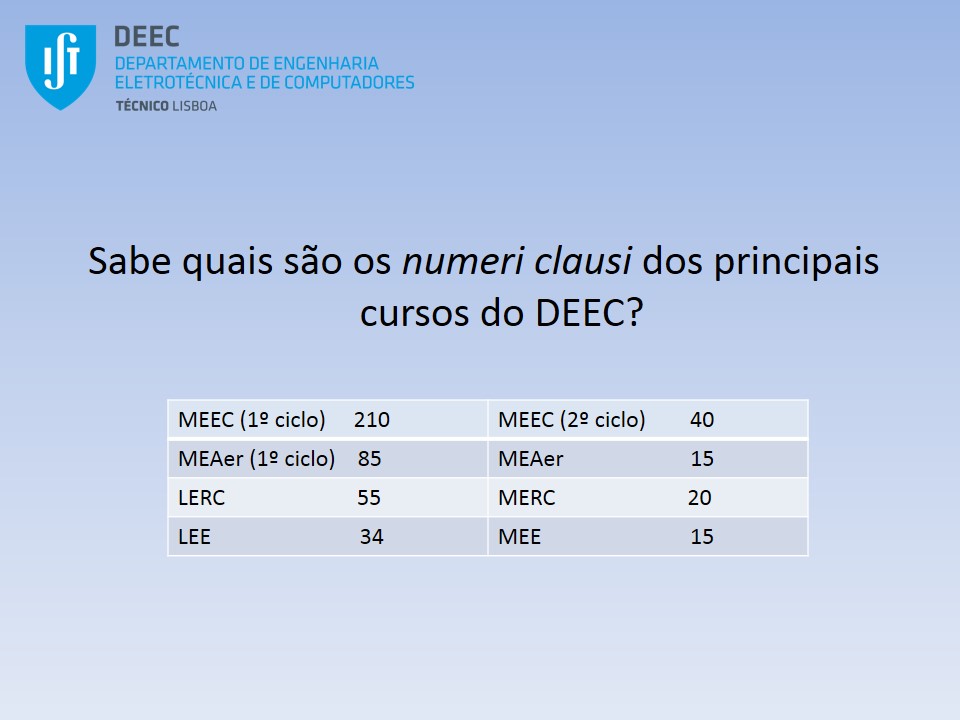 IST
DEEC
DEPARTAMENTO DE ENGENHARIA
ELETROTÉCNICA E DE COMPUTADORES
TÉCNICO LISBOA
Sabe quais são os numeri clausi dos principais
cursos do DEEC?
MEEC (1º ciclo) 210 MEEC (2º ciclo) 40
MEAer (1º ciclo) 85 MEAer 15
LERC 55 MERC 20
LEE 34 MEE 15